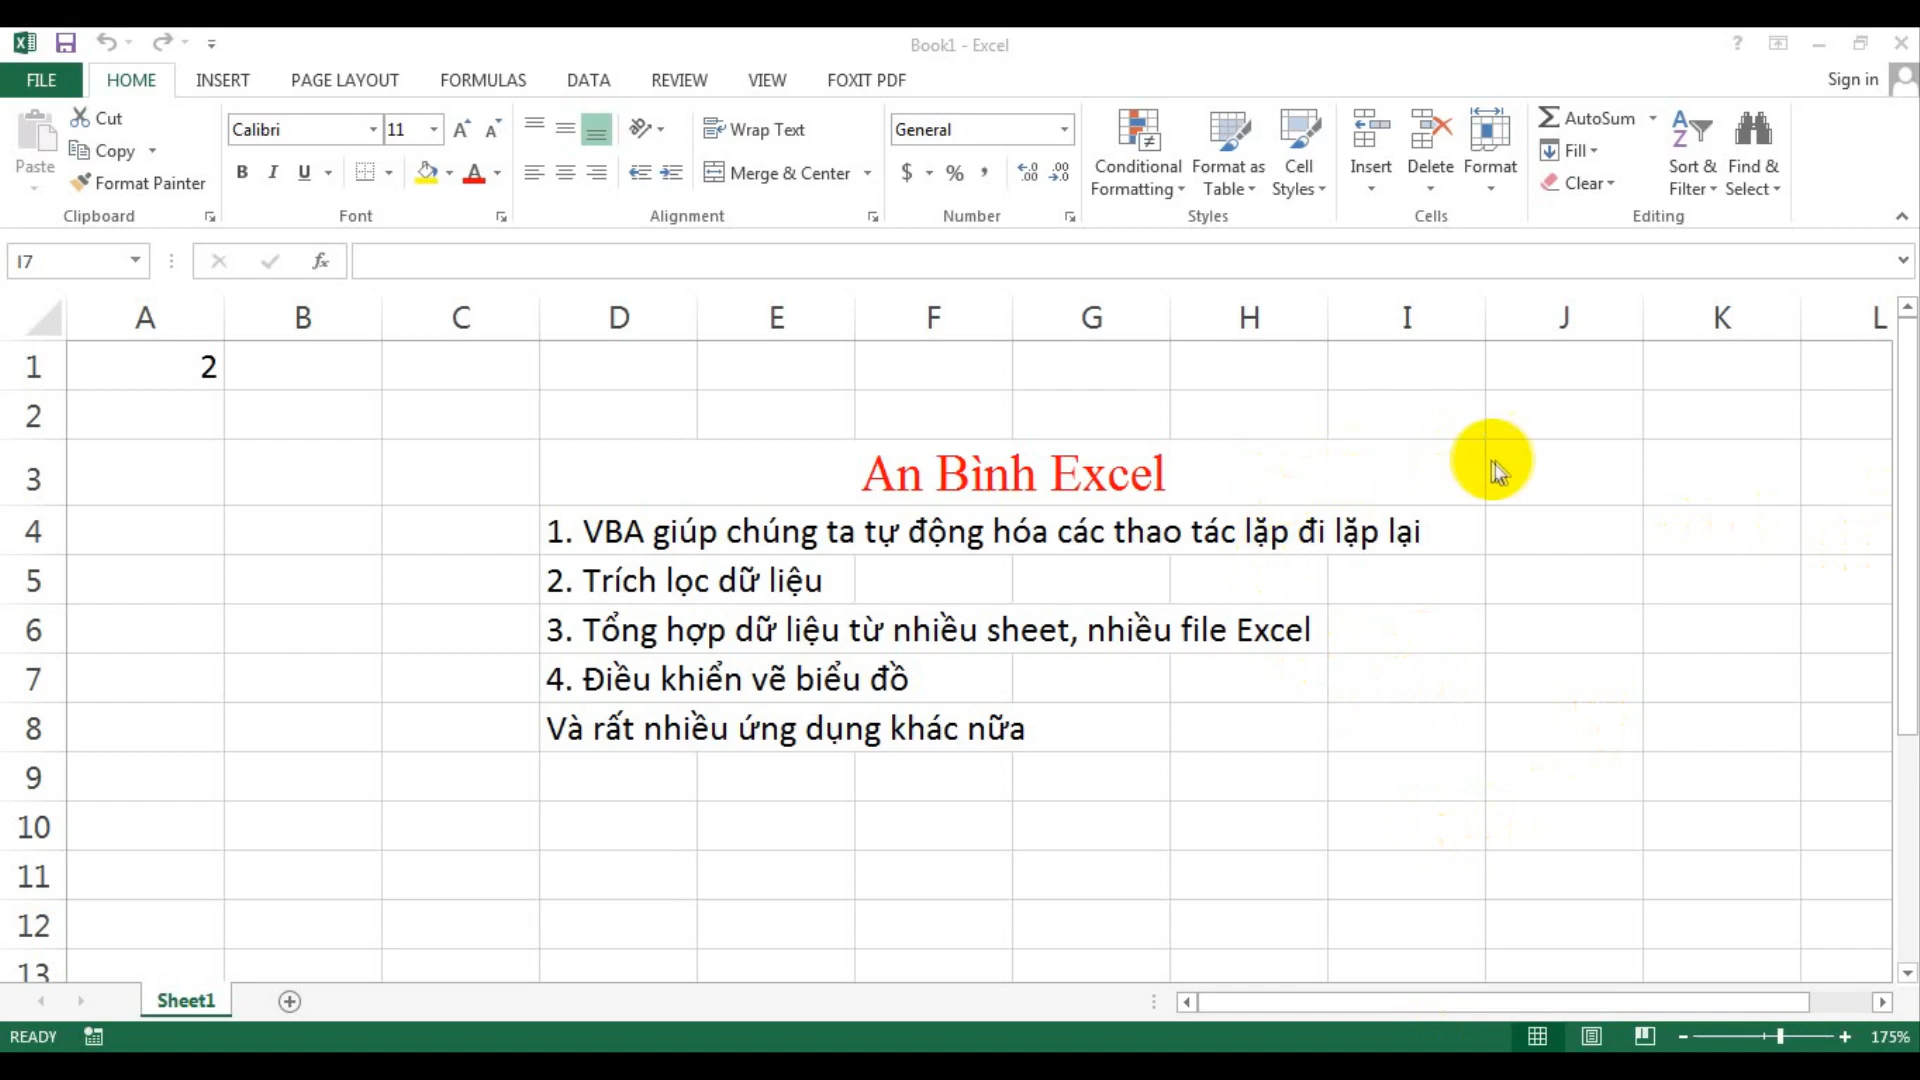 Book1 - Excel
?
FILE HOME INSERT PAGE LAYOUT FORMULAS DATA REVIEW VIEW FOXIT PDF Sign in
Paste
Cut
Copy
Format Painter
Clipboard
Calibri 11
B I U
Font
Wrap Text
Merge & Center
Alignment
General
$ % ,
Number
Conditional Formatting
Format as Table
Cell Styles
Styles
Insert
Delete
Format
Cells
AutoSum
Fill
Clear
Sort & Filter
Find & Select
Editing
I7
fx
A B C D E F G H I J K L
1 2
2
3 An Bình Excel
4 1. VBA giúp chúng ta tự động hóa các thao tác lặp đi lặp lại
5 2. Trích lọc dữ liệu
6 3. Tổng hợp dữ liệu từ nhiều sheet, nhiều file Excel
7 4. Điều khiển vẽ biểu đồ
8 Và rất nhiều ứng dụng khác nữa
9
10
11
12
13
Sheet1
READY 175%